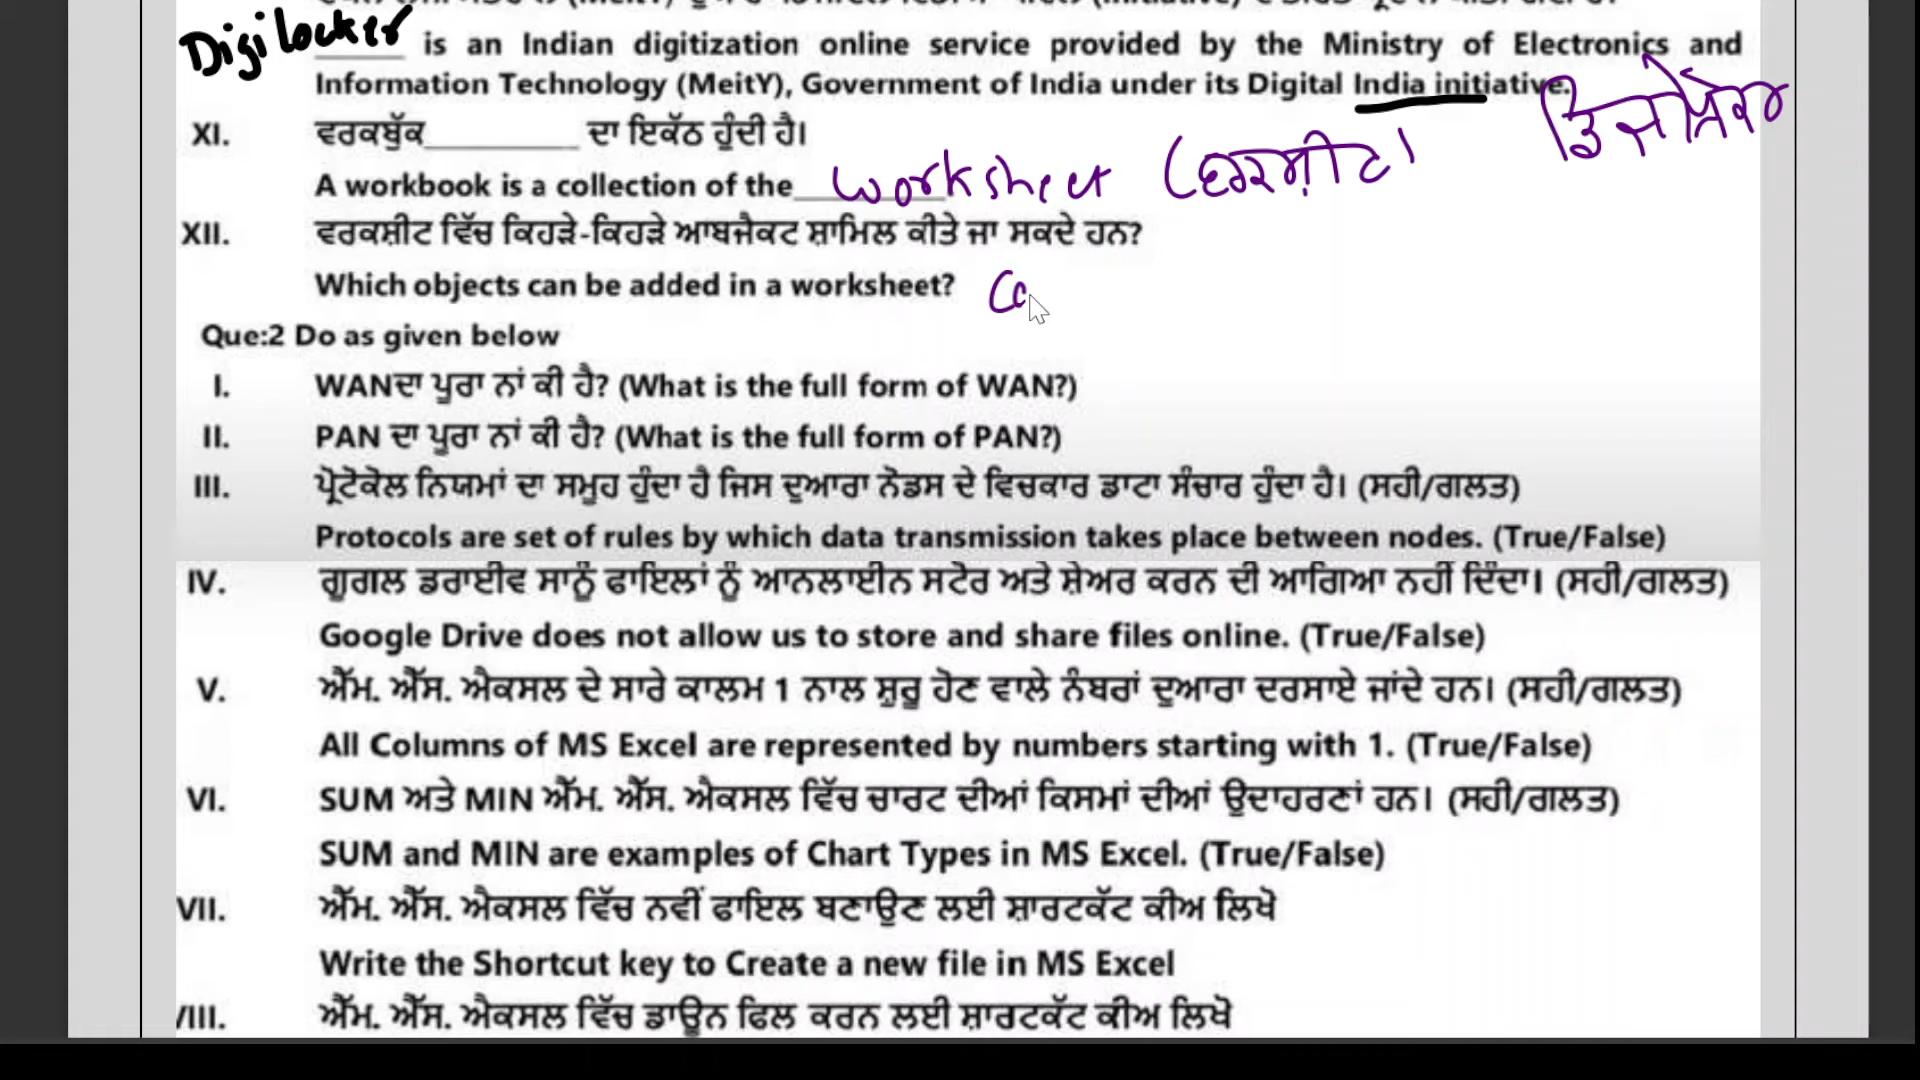 Digilocker
_____ is an Indian digitization online service provided by the Ministry of Electronics and
Information Technology (MeitY), Government of India under its Digital India initiative.
ਡਿਜੀਲੋਕਰ
XI. ਵਰਕਬੁੱਕ__________ ਦਾ ਇਕੱਠ ਹੁੰਦੀ ਹੈ।
A workbook is a collection of the__________ worksheet (ਵਰਕਸ਼ੀਟ)
XII. ਵਰਕਸ਼ੀਟ ਵਿੱਚ ਕਿਹੜੇ-ਕਿਹੜੇ ਆਬਜੈਕਟ ਸ਼ਾਮਿਲ ਕੀਤੇ ਜਾ ਸਕਦੇ ਹਨ?
Which objects can be added in a worksheet?
Que:2 Do as given below
I. WANਦਾ ਪੂਰਾ ਨਾਂ ਕੀ ਹੈ? (What is the full form of WAN?)
II. PAN ਦਾ ਪੂਰਾ ਨਾਂ ਕੀ ਹੈ? (What is the full form of PAN?)
III. ਪ੍ਰੋਟੋਕੋਲ ਨਿਯਮਾਂ ਦਾ ਸਮੂਹ ਹੁੰਦਾ ਹੈ ਜਿਸ ਦੁਆਰਾ ਨੋਡਸ ਦੇ ਵਿਚਕਾਰ ਡਾਟਾ ਸੰਚਾਰ ਹੁੰਦਾ ਹੈ। (ਸਹੀ/ਗਲਤ)
Protocols are set of rules by which data transmission takes place between nodes. (True/False)
IV. ਗੂਗਲ ਡਰਾਈਵ ਸਾਨੂੰ ਫਾਇਲਾਂ ਨੂੰ ਆਨਲਾਈਨ ਸਟੋਰ ਅਤੇ ਸ਼ੇਅਰ ਕਰਨ ਦੀ ਆਗਿਆ ਨਹੀਂ ਦਿੰਦਾ। (ਸਹੀ/ਗਲਤ)
Google Drive does not allow us to store and share files online. (True/False)
V. ਐੱਮ. ਐੱਸ. ਐਕਸਲ ਦੇ ਸਾਰੇ ਕਾਲਮ 1 ਨਾਲ ਸ਼ੁਰੂ ਹੋਣ ਵਾਲੇ ਨੰਬਰਾਂ ਦੁਆਰਾ ਦਰਸਾਏ ਜਾਂਦੇ ਹਨ। (ਸਹੀ/ਗਲਤ)
All Columns of MS Excel are represented by numbers starting with 1. (True/False)
VI. SUM ਅਤੇ MIN ਐੱਮ. ਐੱਸ. ਐਕਸਲ ਵਿੱਚ ਚਾਰਟ ਦੀਆਂ ਕਿਸਮਾਂ ਦੀਆਂ ਉਦਾਹਰਣਾਂ ਹਨ। (ਸਹੀ/ਗਲਤ)
SUM and MIN are examples of Chart Types in MS Excel. (True/False)
VII. ਐੱਮ. ਐੱਸ. ਐਕਸਲ ਵਿੱਚ ਨਵੀਂ ਫਾਇਲ ਬਣਾਉਣ ਲਈ ਸ਼ਾਰਟਕੱਟ ਕੀਅ ਲਿਖੋ
Write the Shortcut key to Create a new file in MS Excel
VIII. ਐੱਮ. ਐੱਸ. ਐਕਸਲ ਵਿੱਚ ਡਾਊਨ ਫਿਲ ਕਰਨ ਲਈ ਸ਼ਾਰਟਕੱਟ ਕੀਅ ਲਿਖੋ